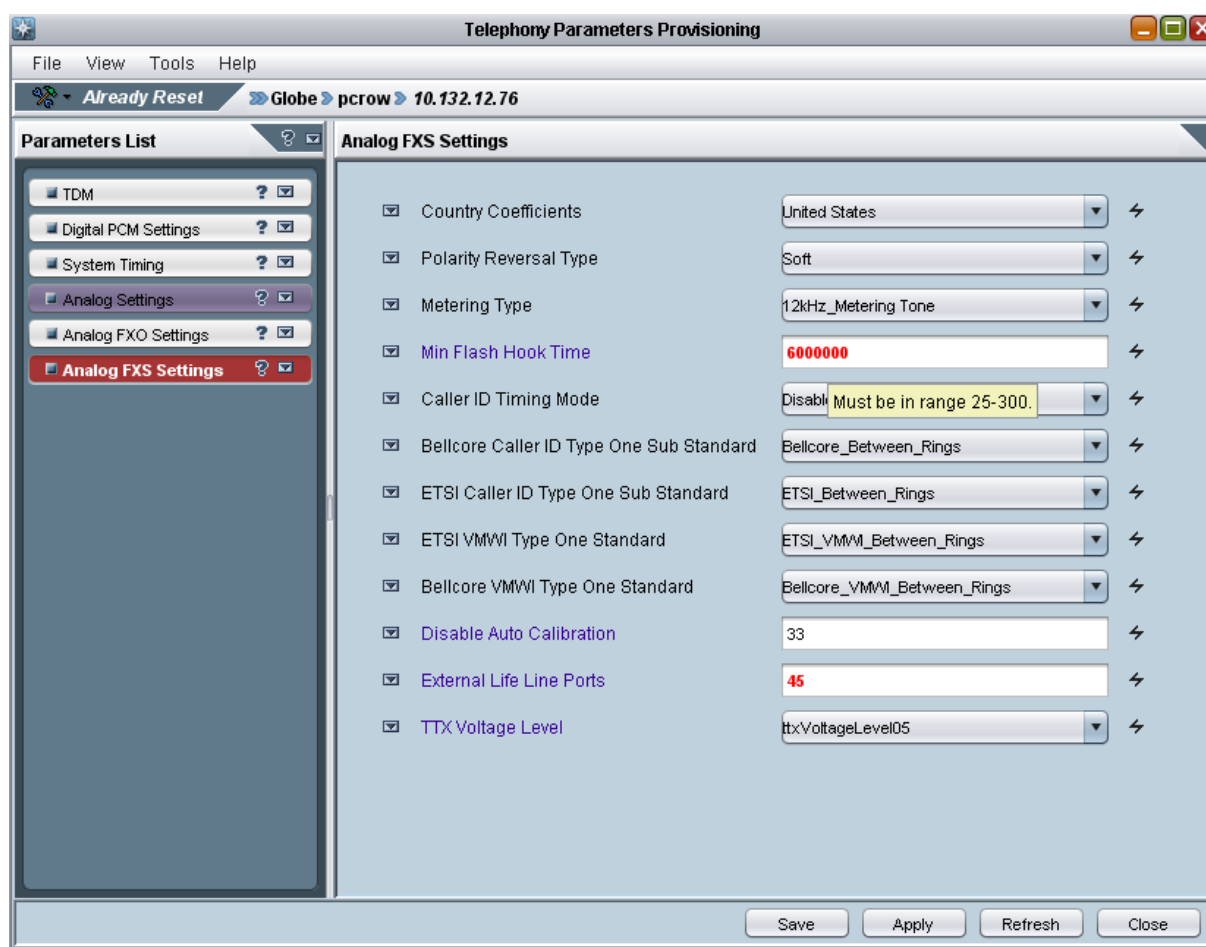 Telephony Parameters Provisioning
File View Tools Help
Already Reset Globe pcrow 10.132.12.76
Parameters List ?
TDM ?
Digital PCM Settings ?
System Timing ?
Analog Settings ?
Analog FXO Settings ?
Analog FXS Settings ?
Analog FXS Settings
Country Coefficients United States
Polarity Reversal Type Soft
Metering Type 12kHz_Metering Tone
Min Flash Hook Time 6000000
Caller ID Timing Mode Disabl
Must be in range 25-300.
Bellcore Caller ID Type One Sub Standard Bellcore_Between_Rings
ETSI Caller ID Type One Sub Standard ETSI_Between_Rings
ETSI VMWI Type One Standard ETSI_VMWI_Between_Rings
Bellcore VMWI Type One Standard Bellcore_VMWI_Between_Rings
Disable Auto Calibration 33
External Life Line Ports 45
TTX Voltage Level ttxVoltageLevel05
Save Apply Refresh Close